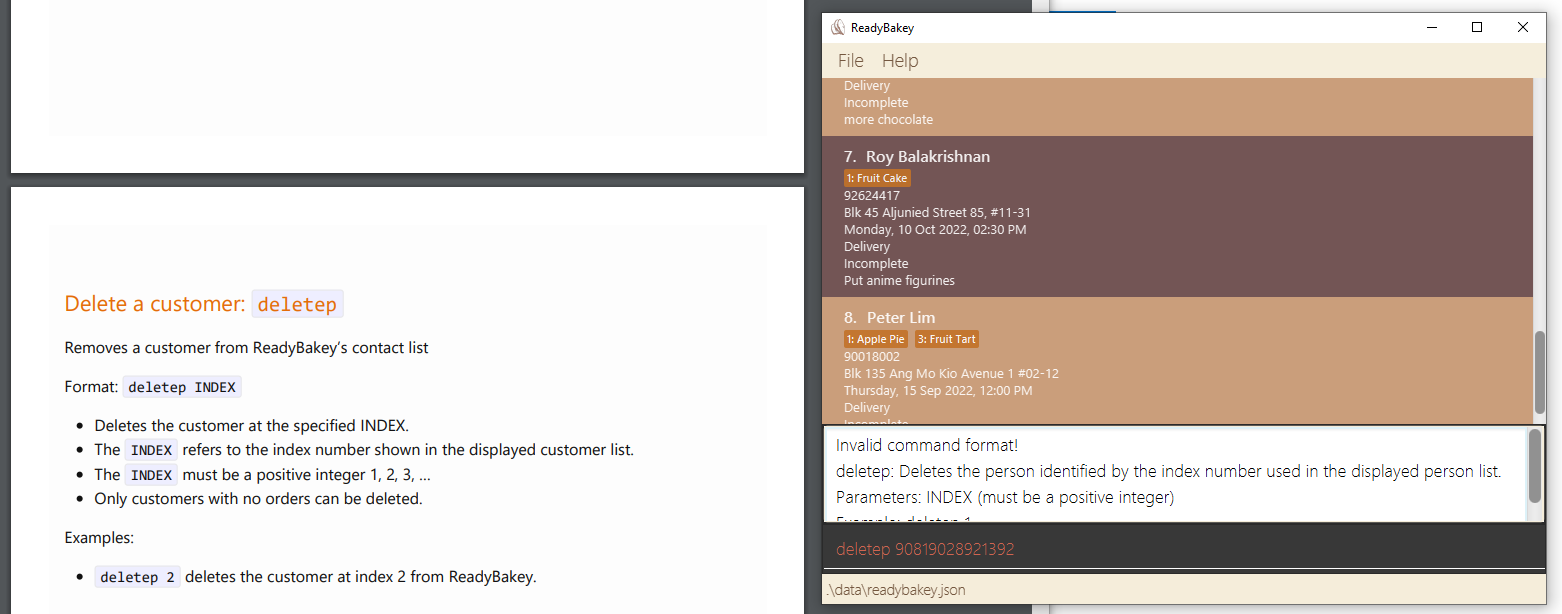 Delete a customer: deletep
Removes a customer from ReadyBakey's contact list
Format: deletep INDEX
• Deletes the customer at the specified INDEX.
• The INDEX refers to the index number shown in the displayed customer list.
• The INDEX must be a positive integer 1, 2, 3, …
• Only customers with no orders can be deleted.
Examples:
• deletep 2 deletes the customer at index 2 from ReadyBakey.
ReadyBakey
File Help
Delivery
Incomplete
more chocolate
7. Roy Balakrishnan
1: Fruit Cake
92624417
Blk 45 Aljunied Street 85, #11-31
Monday, 10 Oct 2022, 02:30 PM
Delivery
Incomplete
Put anime figurines
8. Peter Lim
1: Apple Pie 3: Fruit Tart
90018002
Blk 135 Ang Mo Kio Avenue 1 #02-12
Thursday, 15 Sep 2022, 12:00 PM
Delivery
Incomplete
Invalid command format!
deletep: Deletes the person identified by the index number used in the displayed person list.
Parameters: INDEX (must be a positive integer)
Example: deletep 1
deletep 90819028921392
.\data\readybakey.json